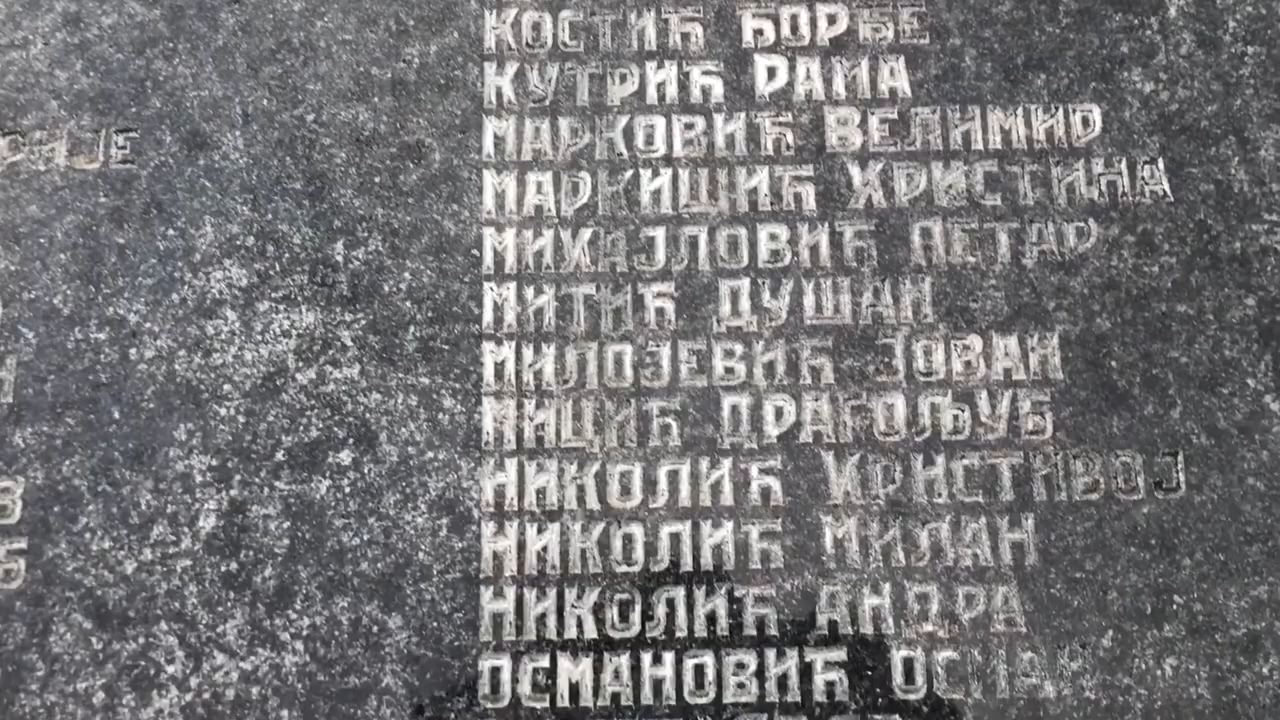 КОСТИЋ ЂОРЂЕ
КУТРИЋ РАМА
МАРКОВИЋ ВЕЛИМИР
МАРКИШИЋ ХРИСТИНА
МИХАЈЛОВИЋ ПЕТАР
МИТИЋ ДУШАН
МИЛОЈЕВИЋ ЈОВАН
МИЦИЋ ДРАГОЉУБ
НИКОЛИЋ ХРИСТИВОЈ
НИКОЛИЋ МИЛАН
НИКОЛИЋ АНДРА
ОСМАНОВИЋ